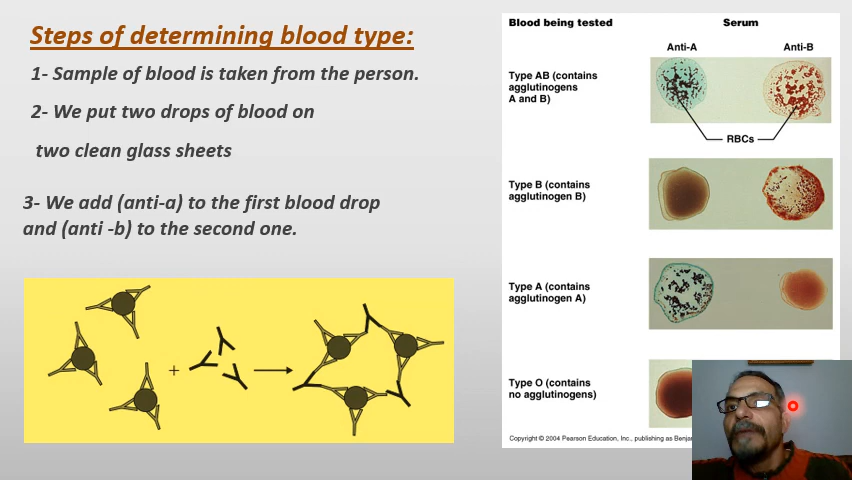 Steps of determining blood type:
1- Sample of blood is taken from the person.
2- We put two drops of blood on
two clean glass sheets
3- We add (anti-a) to the first blood drop
and (anti -b) to the second one.
+
Blood being tested
Serum
Anti-A
Anti-B
Type AB (contains
agglutinogens
A and B)
RBCs
Type B (contains
agglutinogen B)
Type A (contains
agglutinogen A)
Type O (contains
no agglutinogens)
Copyright © 2004 Pearson Education, Inc., publishing as